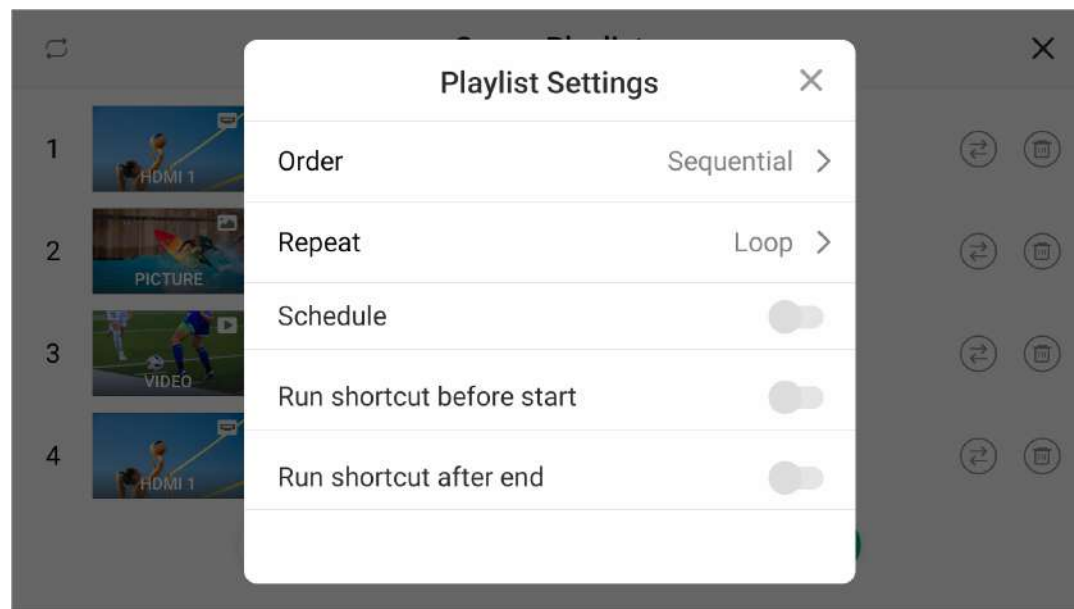 Playlist Settings
Order Sequential
Repeat Loop
Schedule
Run shortcut before start
Run shortcut after end
1
HDMI 1
2
PICTURE
3
VIDEO
4
HDMI 1